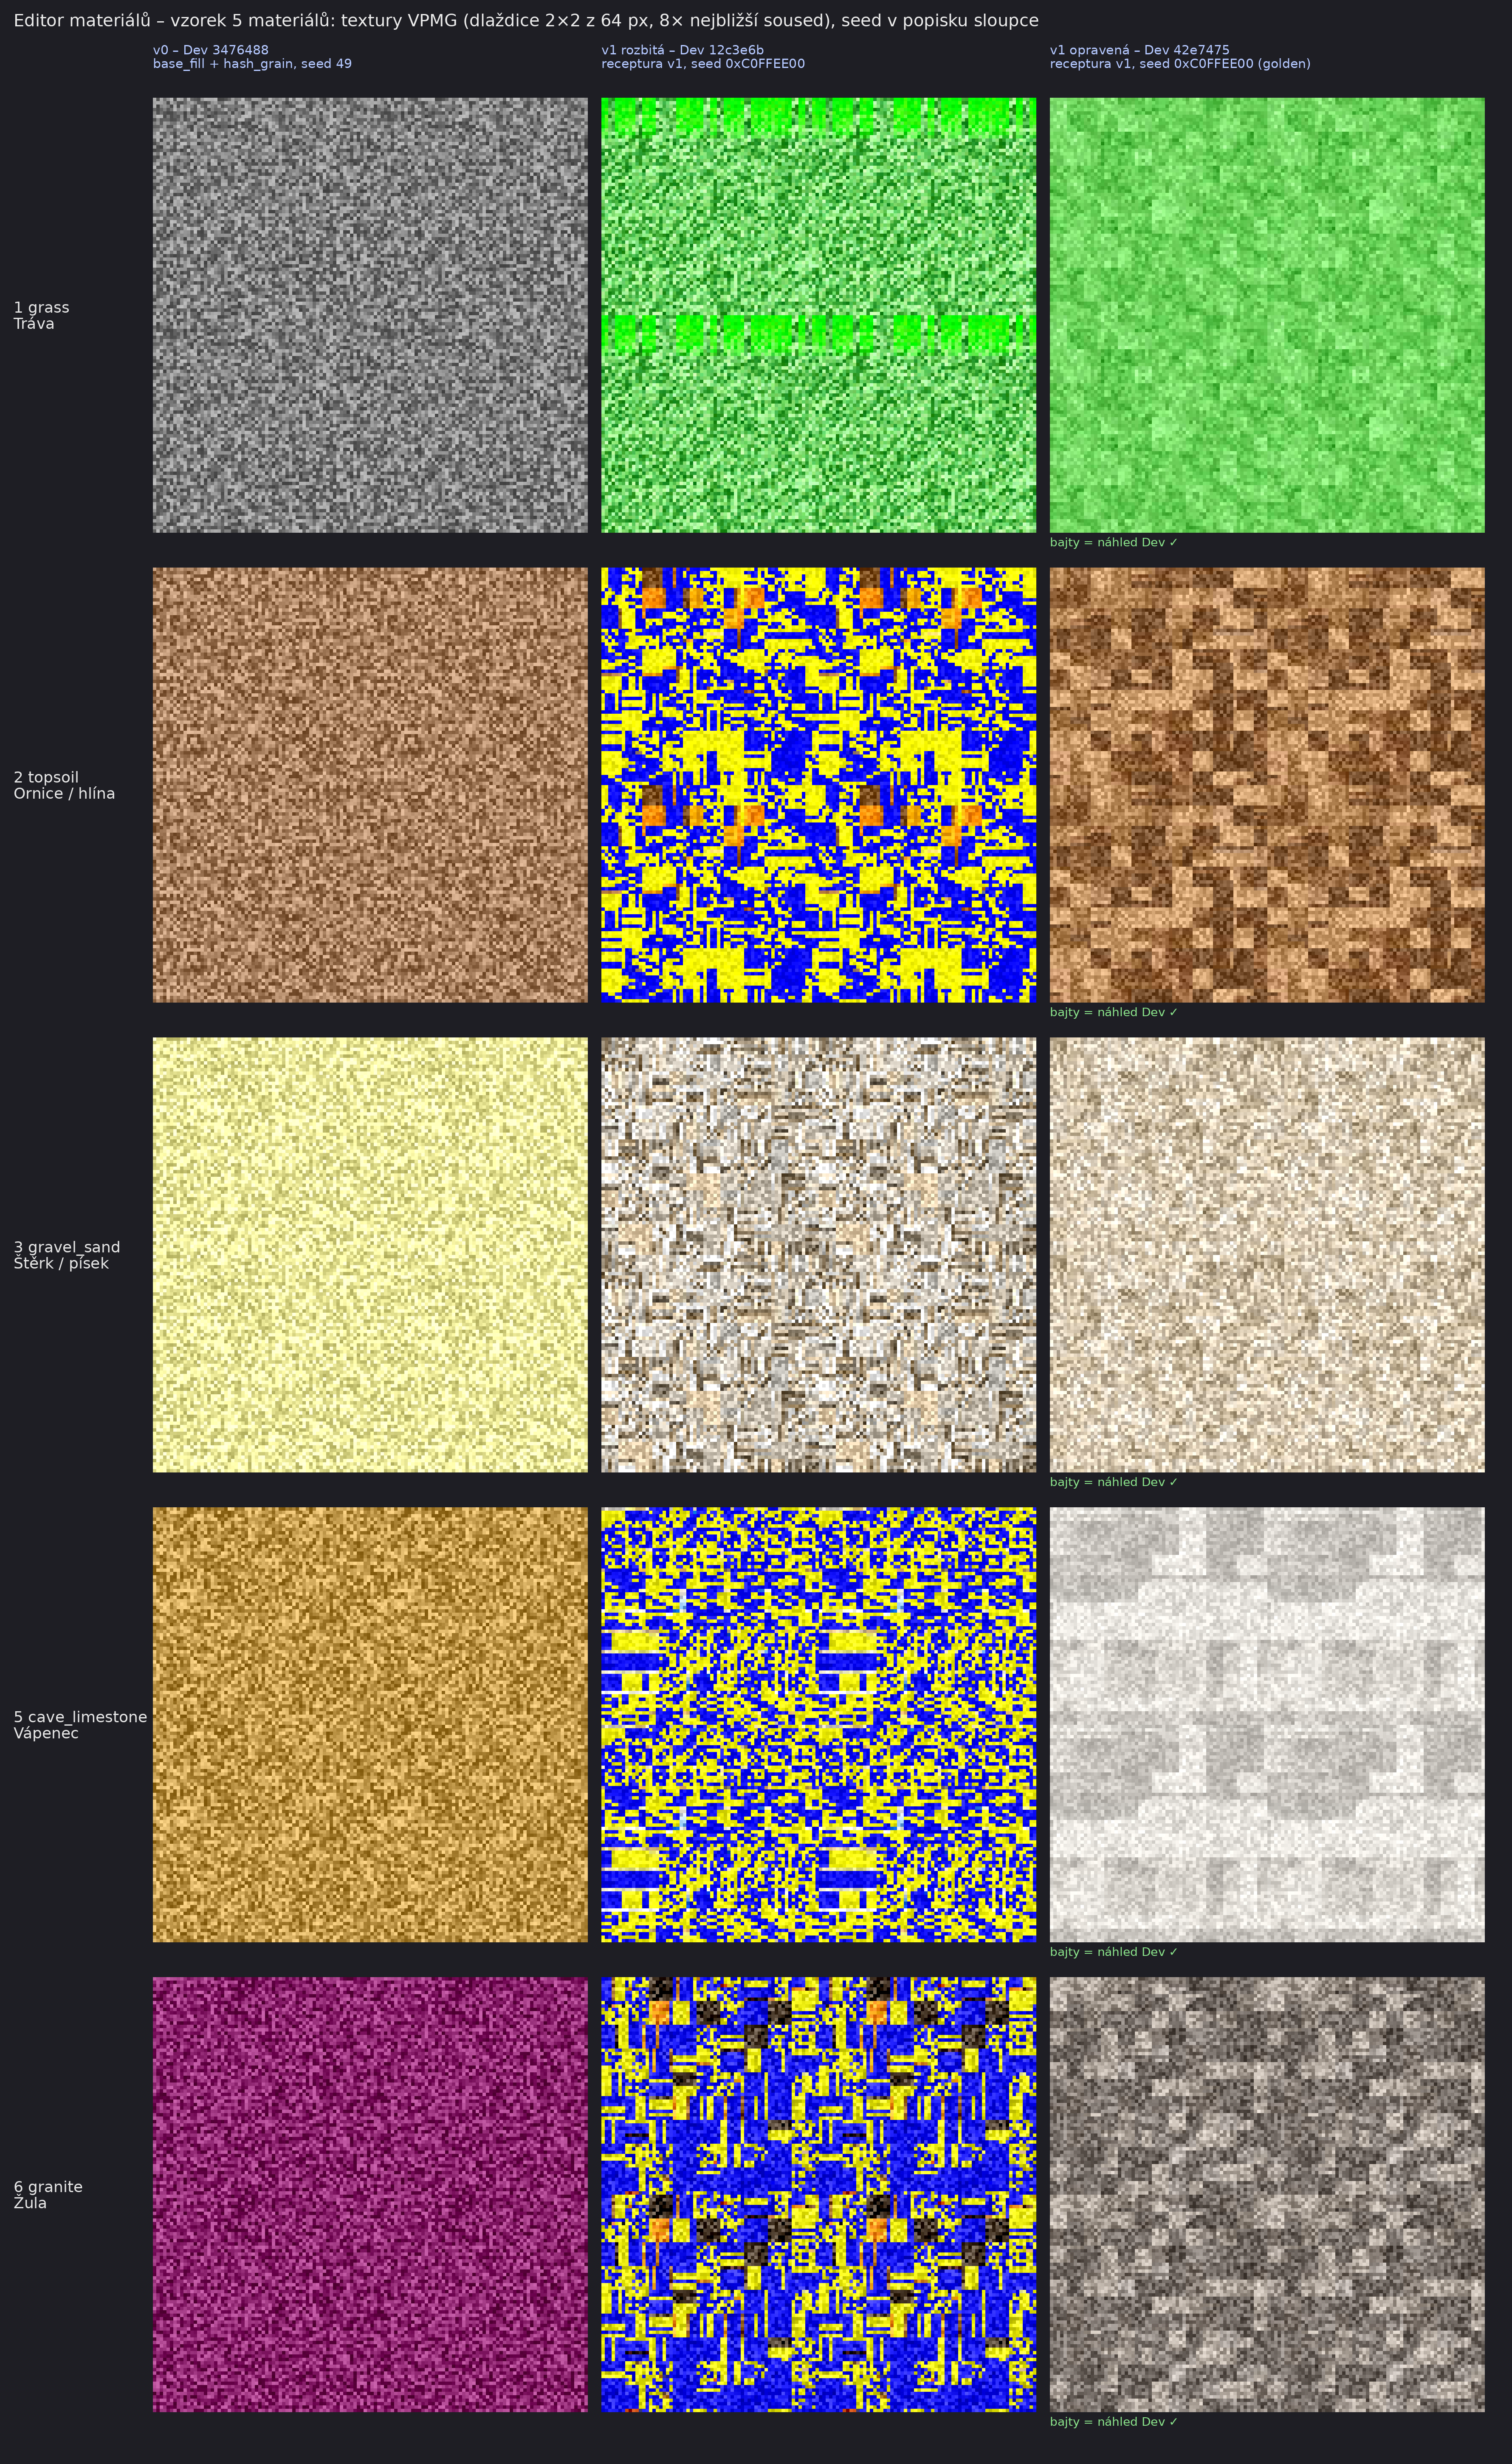 Editor materiálů – vzorek 5 materiálů: textury VPMG (dlaždice 2×2 z 64 px, 8× nejbližší soused), seed v popisku sloupce
v0 – Dev 3476488
base_fill + hash_grain, seed 49
v1 rozbitá – Dev 12c3e6b
receptura v1, seed 0xC0FFEE00
v1 opravená – Dev 42e7475
receptura v1, seed 0xC0FFEE00 (golden)
1 grass
Tráva
bajty = náhled Dev ✓
2 topsoil
Ornice / hlína
bajty = náhled Dev ✓
3 gravel_sand
Štěrk / písek
bajty = náhled Dev ✓
5 cave_limestone
Vápenec
bajty = náhled Dev ✓
6 granite
Žula
bajty = náhled Dev ✓